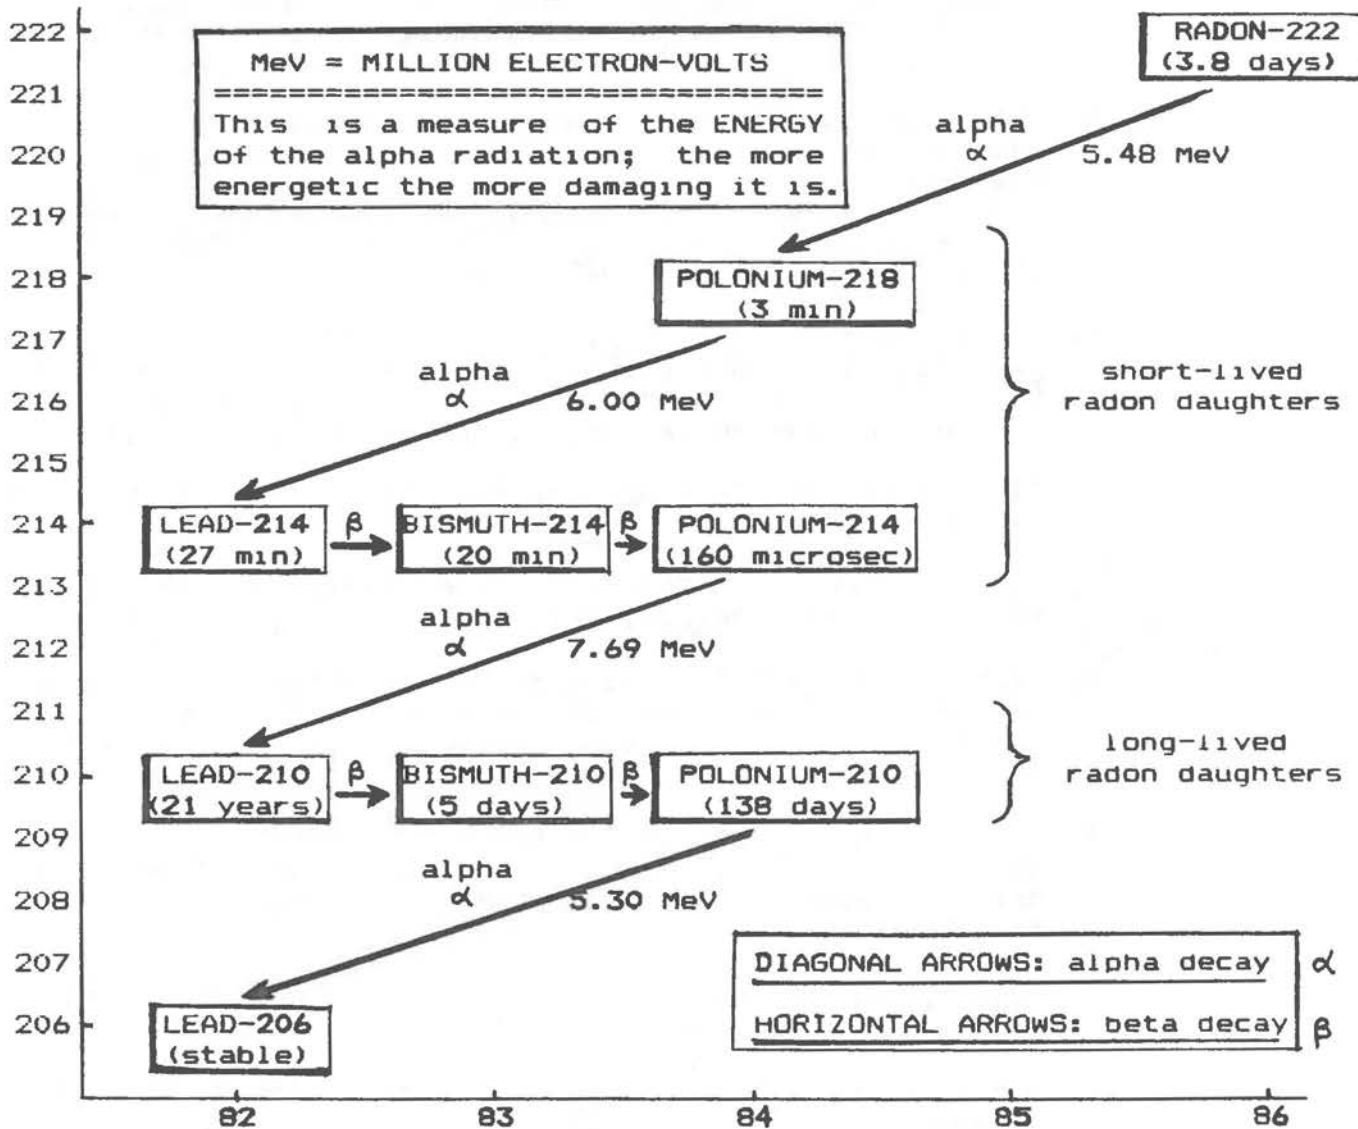 222
221
220
219
218
217
216
215
214
213
212
211
210
209
208
207
206
MeV = MILLION ELECTRON-VOLTS
=================================
This is a measure of the ENERGY
of the alpha radiation; the more
energetic the more damaging it is.
RADON-222
(3.8 days)
alpha
α
5.48 MeV
POLONIUM-218
(3 min)
alpha
α
6.00 MeV
short-lived
radon daughters
LEAD-214
(27 min)
β
BISMUTH-214
(20 min)
β
POLONIUM-214
(160 microsec)
alpha
α
7.69 MeV
LEAD-210
(21 years)
β
BISMUTH-210
(5 days)
β
POLONIUM-210
(138 days)
long-lived
radon daughters
alpha
α
5.30 MeV
LEAD-206
(stable)
DIAGONAL ARROWS: alpha decay α
HORIZONTAL ARROWS: beta decay β
82 83 84 85 86